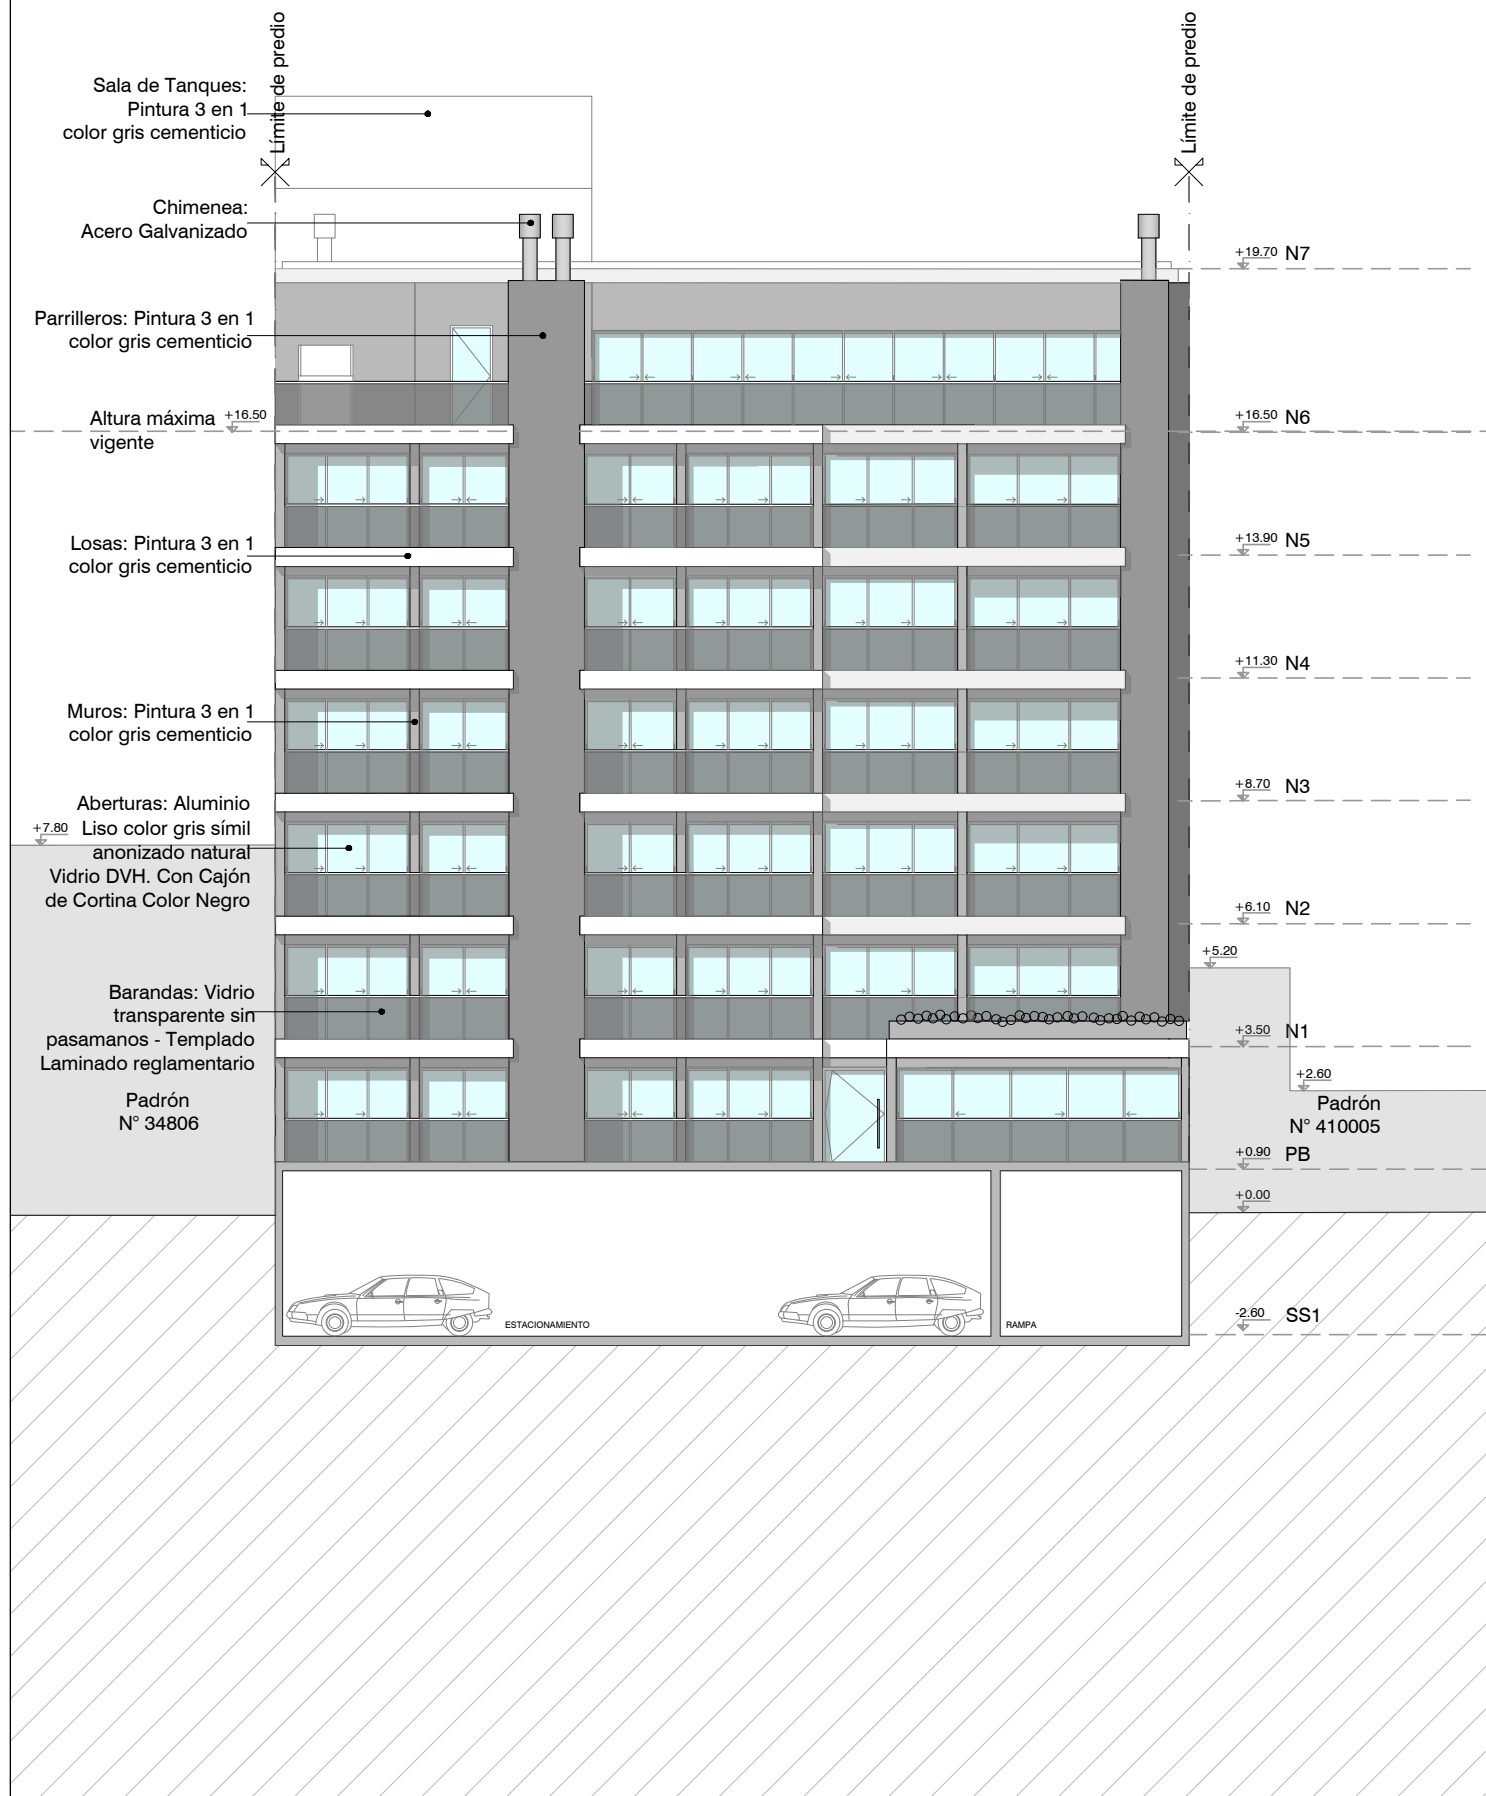 Límite de predio
Límite de predio
Sala de Tanques:
Pintura 3 en 1
color gris cementicio
Chimenea:
Acero Galvanizado
+19.70 N7
Parrilleros: Pintura 3 en 1
color gris cementicio
Altura máxima
vigente
+16.50
+16.50 N6
Losas: Pintura 3 en 1
color gris cementicio
+13.90 N5
+11.30 N4
Muros: Pintura 3 en 1
color gris cementicio
+8.70 N3
+7.80
Aberturas: Aluminio
Liso color gris símil
anonizado natural
Vidrio DVH. Con Cajón
de Cortina Color Negro
+6.10 N2
+5.20
Barandas: Vidrio
transparente sin
pasamanos - Templado
Laminado reglamentario
+3.50 N1
+2.60
Padrón
N° 34806
Padrón
N° 410005
+0.90 PB
+0.00
-2.60 SS1
ESTACIONAMIENTO
RAMPA